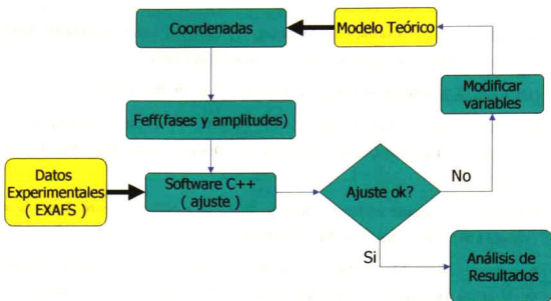 Coordenadas
Modelo Teórico
Feff(fases y amplitudes)
Modificar
variables
Datos
Experimentales
( EXAFS )
Software C++
( ajuste )
Ajuste ok?
No
Si
Análisis de
Resultados